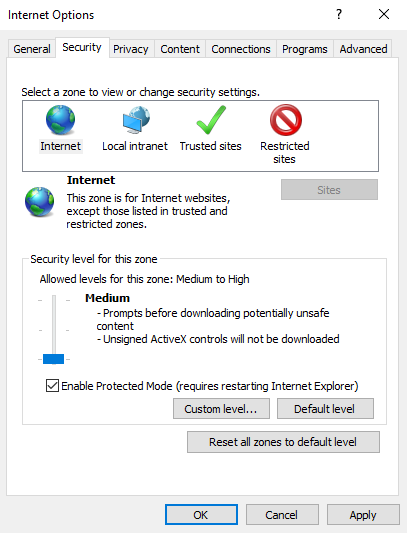 Internet Options
General Security Privacy Content Connections Programs Advanced
Select a zone to view or change security settings.
Internet Local intranet Trusted sites Restricted
sites
Internet
Sites
This zone is for Internet websites,
except those listed in trusted and
restricted zones.
Security level for this zone
Allowed levels for this zone: Medium to High
Medium
- Prompts before downloading potentially unsafe
content
- Unsigned ActiveX controls will not be downloaded
Enable Protected Mode (requires restarting Internet Explorer)
Custom level... Default level
Reset all zones to default level
OK Cancel Apply